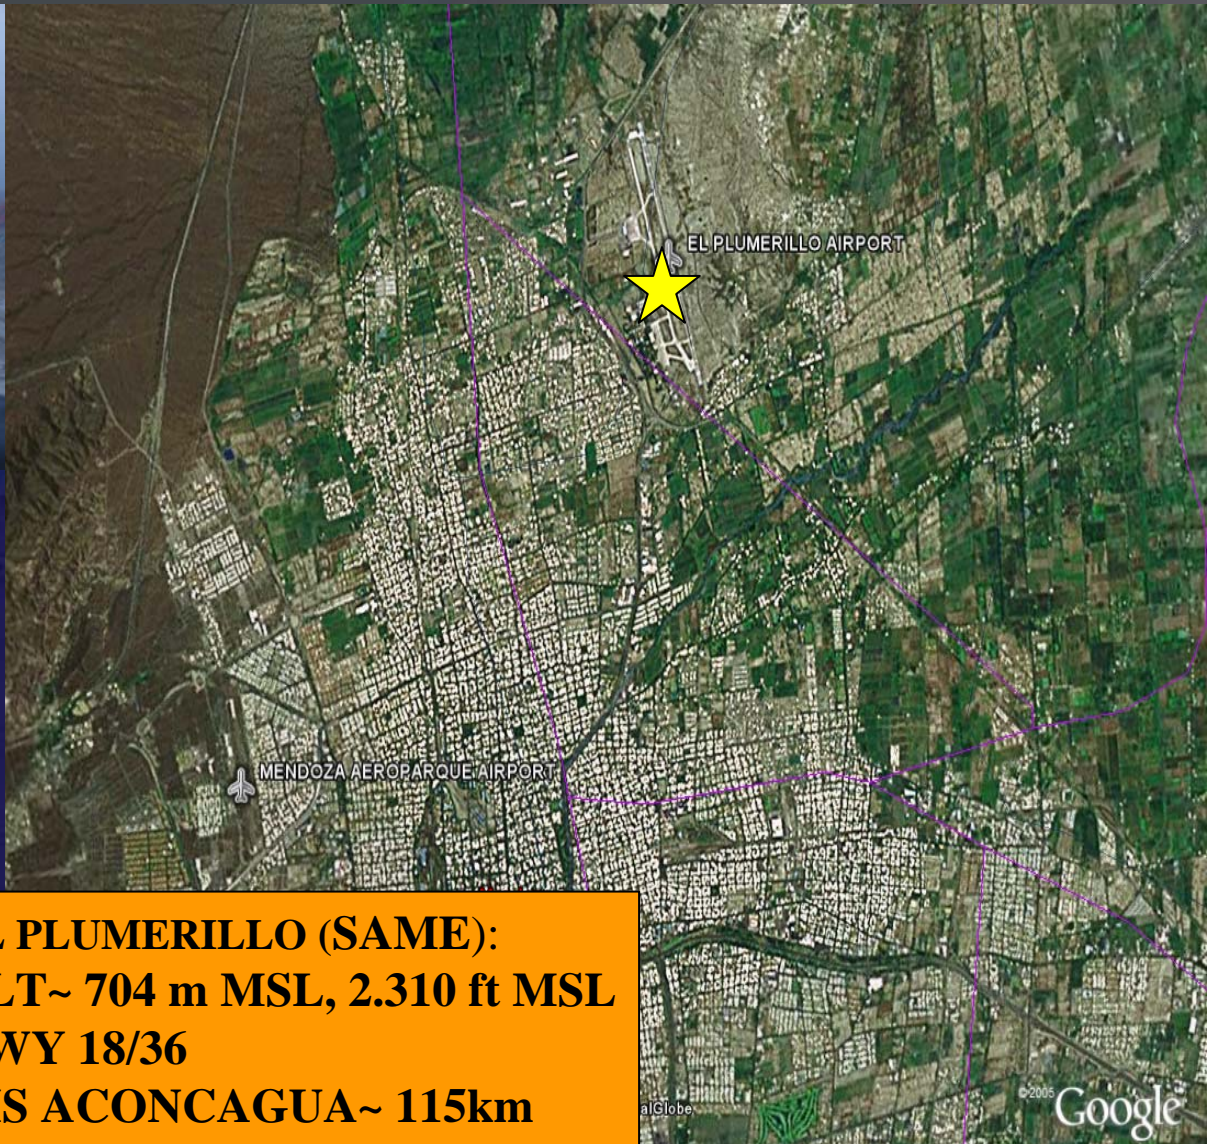 EL PLUMERILLO AIRPORT
MENDOZA AEROPARQUE AIRPORT
PLUMERILLO (SAME):
LT~ 704 m MSL, 2.310 ft MSL
WY 18/36
S ACONCAGUA~ 115km
alGlobe
©2005 Google